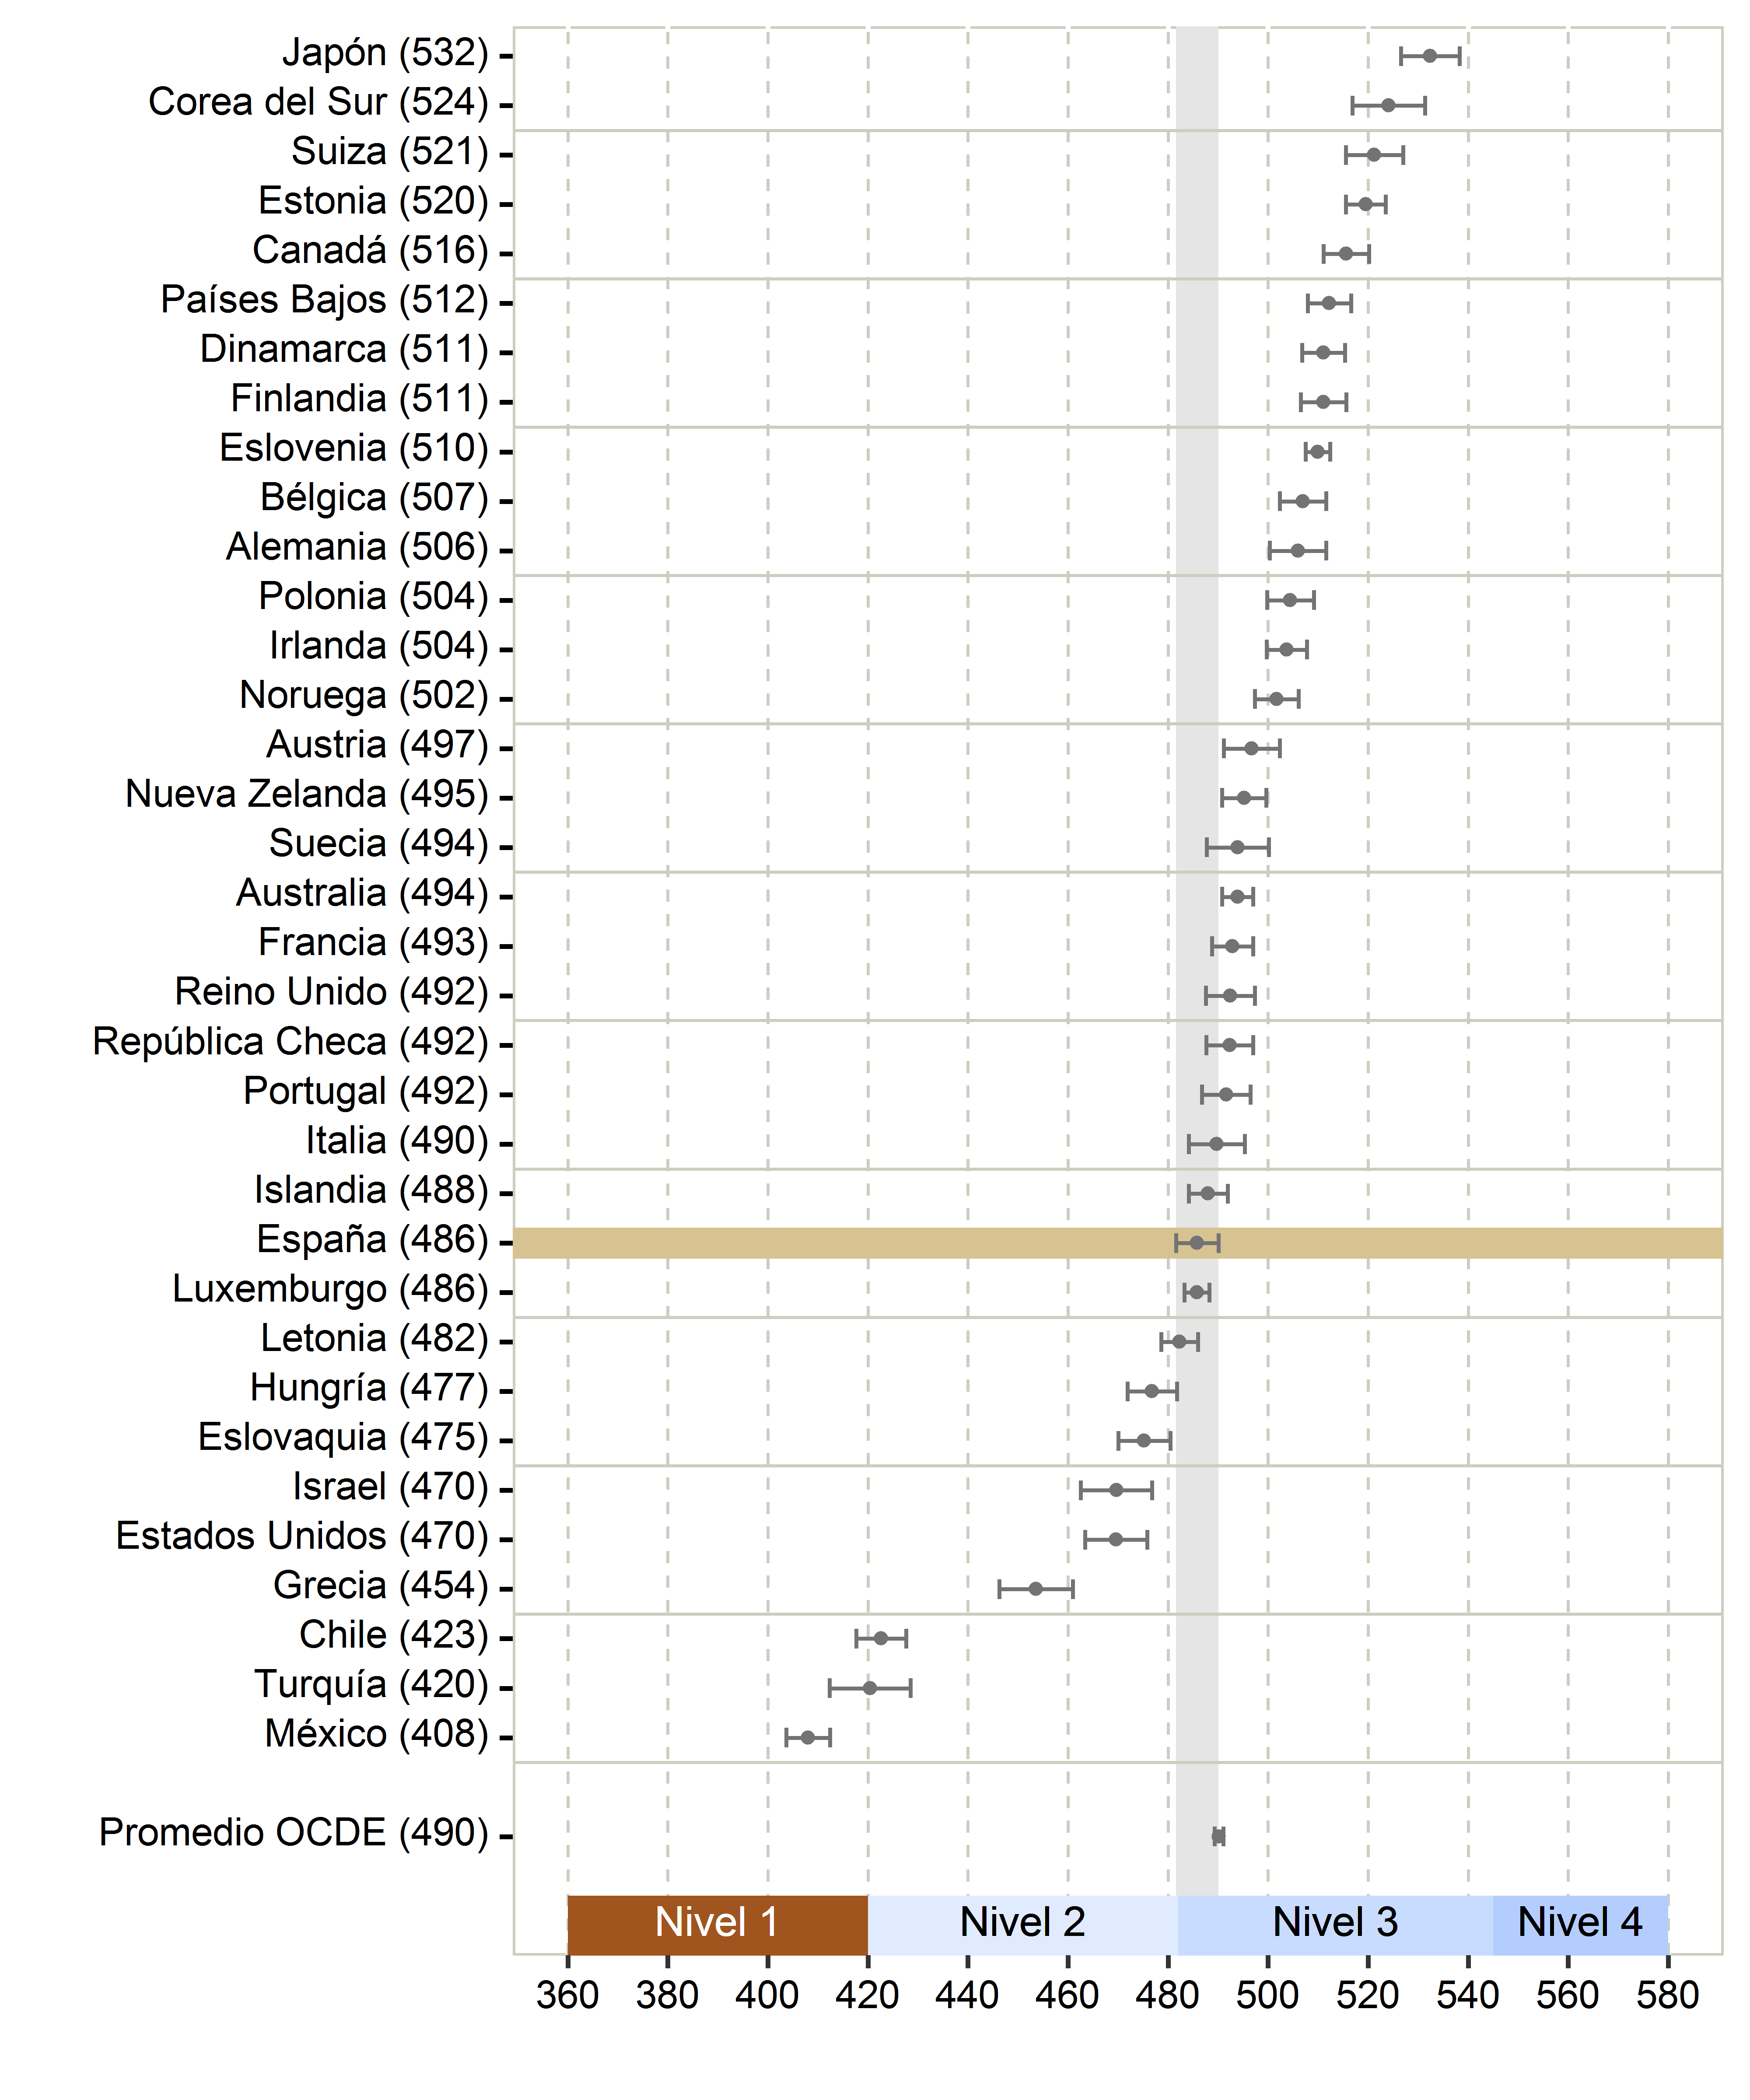 Japón (532)
Corea del Sur (524)
Suiza (521)
Estonia (520)
Canadá (516)
Países Bajos (512)
Dinamarca (511)
Finlandia (511)
Eslovenia (510)
Bélgica (507)
Alemania (506)
Polonia (504)
Irlanda (504)
Noruega (502)
Austria (497)
Nueva Zelanda (495)
Suecia (494)
Australia (494)
Francia (493)
Reino Unido (492)
República Checa (492)
Portugal (492)
Italia (490)
Islandia (488)
España (486)
Luxemburgo (486)
Letonia (482)
Hungría (477)
Eslovaquia (475)
Israel (470)
Estados Unidos (470)
Grecia (454)
Chile (423)
Turquía (420)
México (408)
Promedio OCDE (490)
Nivel 1 Nivel 2 Nivel 3 Nivel 4
360 380 400 420 440 460 480 500 520 540 560 580